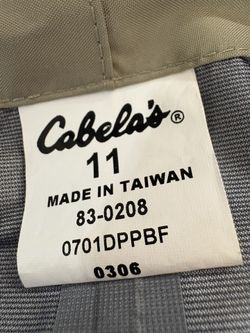 Cabela's®
11
MADE IN TAIWAN
83-0208
0701DPPBF
0306